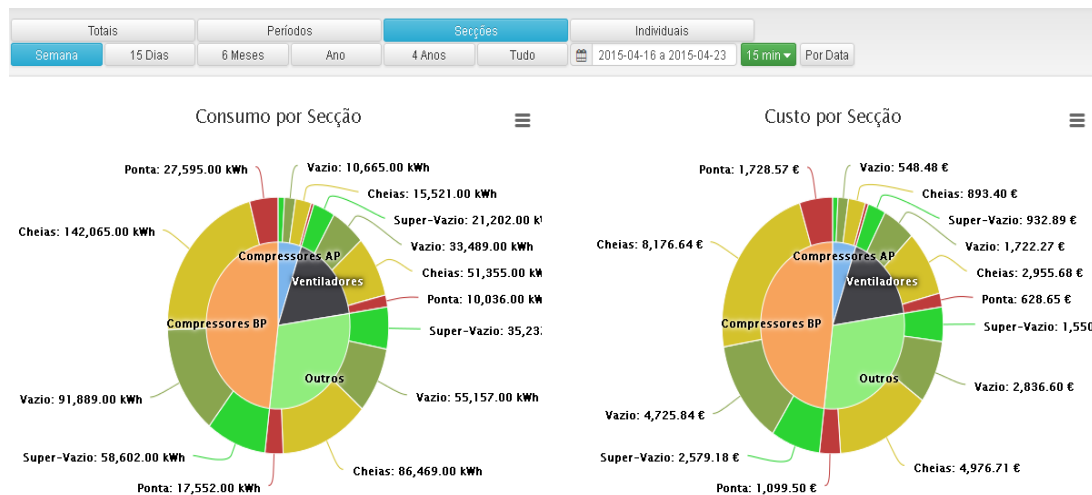 Totais Períodos Secções Individuais
Semana 15 Dias 6 Meses Ano 4 Anos Tudo 2015-04-16 a 2015-04-23 15 min Por Data
Consumo por Secção
Ponta: 27,595.00 kWh
Vazio: 10,665.00 kWh
Cheias: 15,521.00 kWh
Super-Vazio: 21,202.00 kW
Cheias: 142,065.00 kWh
Vazio: 33,489.00 kWh
Compressores AP
Cheias: 51,355.00 kW
Ventiladores
Ponta: 10,036.00 kW
Compressores BP
Super-Vazio: 35,23
Outros
Vazio: 91,889.00 kWh
Vazio: 55,157.00 kWh
Super-Vazio: 58,602.00 kWh
Cheias: 86,469.00 kWh
Ponta: 17,552.00 kWh
Custo por Secção
Ponta: 1,728.57 €
Vazio: 548.48 €
Cheias: 893.40 €
Super-Vazio: 932.89 €
Cheias: 8,176.64 €
Vazio: 1,722.27 €
Compressores AP
Cheias: 2,955.68 €
Ventiladores
Ponta: 628.65 €
Compressores BP
Super-Vazio: 1,550
Outros
Vazio: 2,836.60 €
Vazio: 4,725.84 €
Super-Vazio: 2,579.18 €
Cheias: 4,976.71 €
Ponta: 1,099.50 €